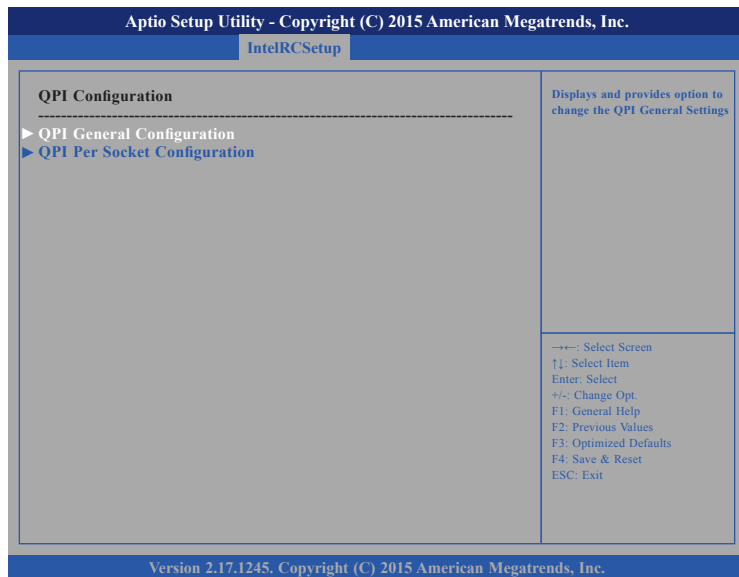 Aptio Setup Utility - Copyright (C) 2015 American Megatrends, Inc.
IntelRCSetup
QPI Configuration
--------------------------------------------------------------------------------
► QPI General Configuration
► QPI Per Socket Configuration
Displays and provides option to
change the QPI General Settings
→←: Select Screen
↑↓: Select Item
Enter: Select
+/-: Change Opt.
F1: General Help
F2: Previous Values
F3: Optimized Defaults
F4: Save & Reset
ESC: Exit
Version 2.17.1245. Copyright (C) 2015 American Megatrends, Inc.